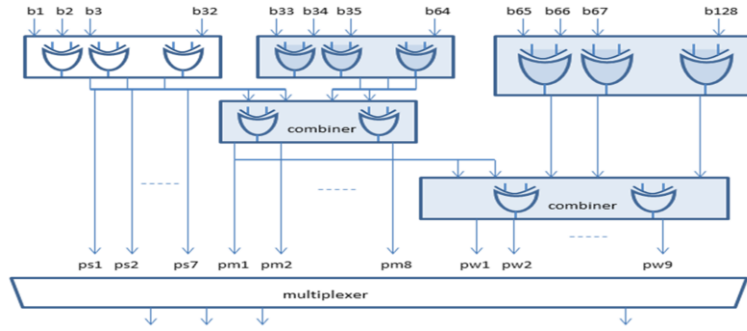 b1 b2 b3 b32 b33 b34 b35 b64 b65 b66 b67 b128
combiner
combiner
ps1 ps2 ps7 pm1 pm2 pm8 pw1 pw2 pw9
multiplexer